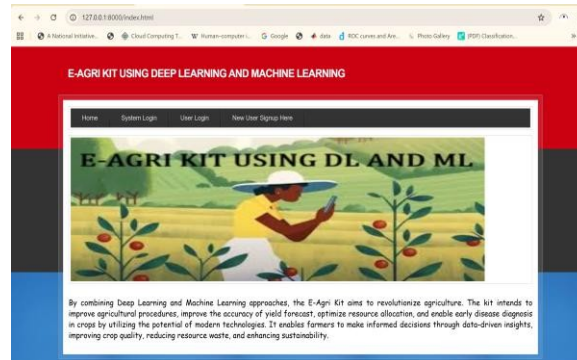 127.0.0.1:8000/index.html
A National Initiative... Cloud Computing T... Human-computer i... Google data ROC curves and Are... Photo Gallery (PDF) Classification...
E-AGRI KIT USING DEEP LEARNING AND MACHINE LEARNING
Home System Login User Login New User Signup Here
E-AGRI KIT USING DL AND ML
By combining Deep Learning and Machine Learning approaches, the E-Agri Kit aims to revolutionize agriculture. The kit intends to
improve agricultural procedures, improve the accuracy of yield forecast, optimize resource allocation, and enable early disease diagnosis
in crops by utilizing the potential of modern technologies. It enables farmers to make informed decisions through data-driven insights,
improving crop quality, reducing resource waste, and enhancing sustainability.